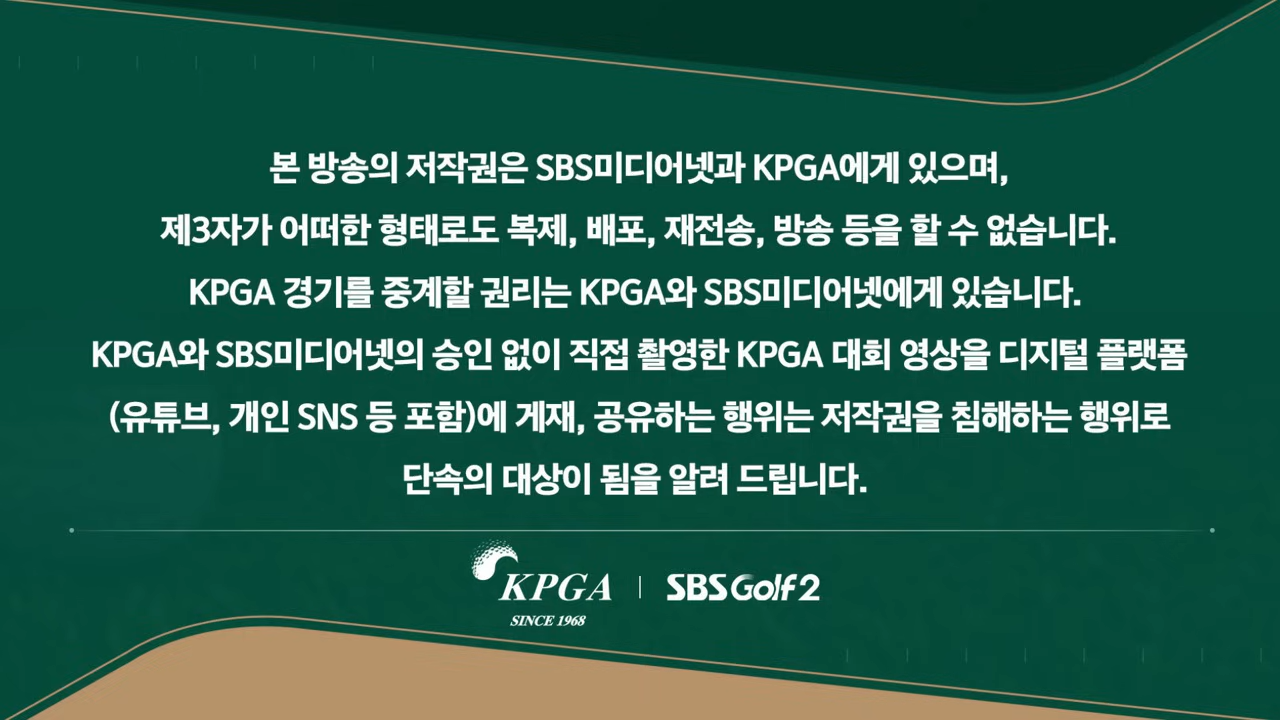 본 방송의 저작권은 SBS미디어넷과 KPGA에게 있으며,
제3자가 어떠한 형태로도 복제, 배포, 재전송, 방송 등을 할 수 없습니다.
KPGA 경기를 중계할 권리는 KPGA와 SBS미디어넷에게 있습니다.
KPGA와 SBS미디어넷의 승인 없이 직접 촬영한 KPGA 대회 영상을 디지털 플랫폼
(유튜브, 개인 SNS 등 포함)에 게재, 공유하는 행위는 저작권을 침해하는 행위로
단속의 대상이 됨을 알려 드립니다.
KPGA | SBS Golf 2
SINCE 1968